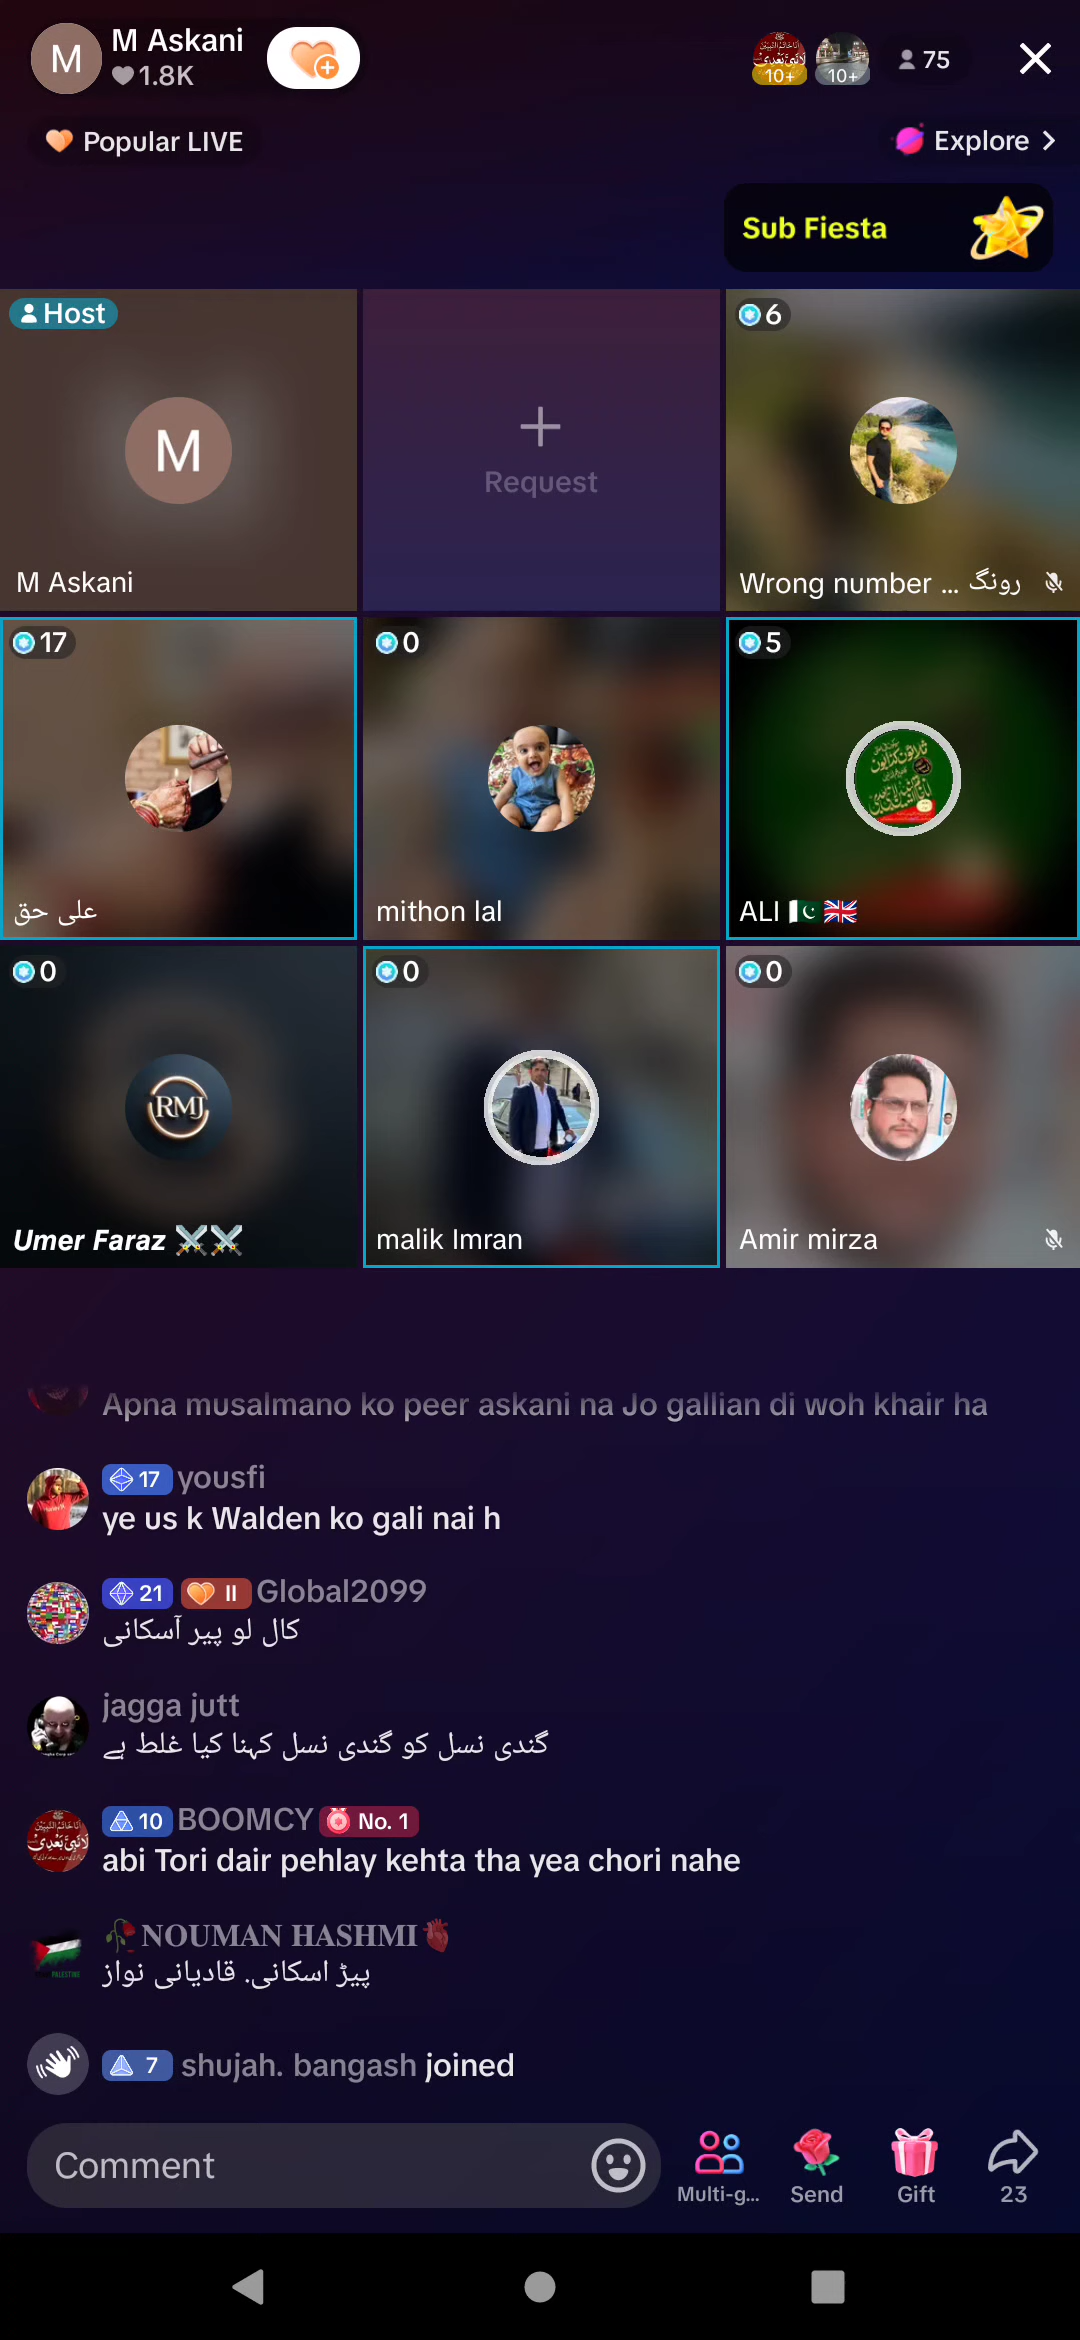 M
M Askani
1.8K
10+
10+
75
Popular LIVE
Explore
Sub Fiesta
Host
M
M Askani
Request
6
Wrong number ... رونگ
17
علی حق
0
mithon lal
5
ALI
0
RMJ
Umer Faraz
0
malik Imran
0
Amir mirza
Apna musalmano ko peer askani na Jo gallian di woh khair ha
17 yousfi
ye us k Walden ko gali nai h
21 II Global2099
کال لو پیر آسکانی
jagga jutt
گندی نسل کو گندی نسل کہنا کیا غلط ہے
10 BOOMCY No. 1
abi Tori dair pehlay kehta tha yea chori nahe
NOUMAN HASHMI
پیڑ اسکانی. قادیانی نواز
7 shujah. bangash joined
Comment
Multi-g...
Send
Gift
23